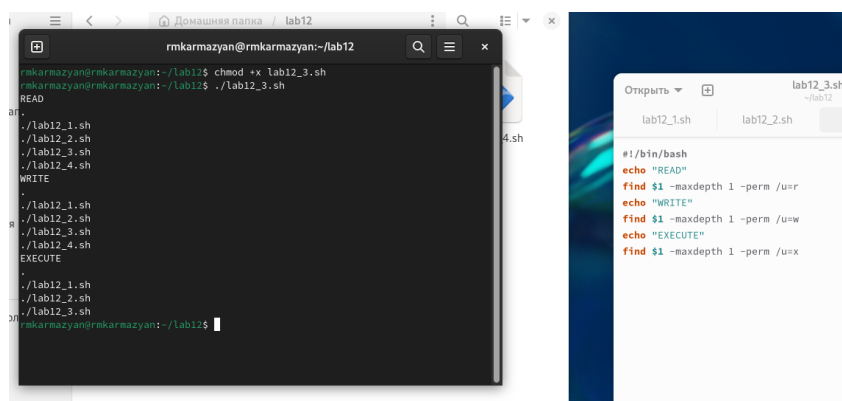 Домашняя папка / lab12
rmkarmazyan@rmkarmazyan:~/lab12
rmkarmazyan@rmkarmazyan:~/lab12$ chmod +x lab12_3.sh
rmkarmazyan@rmkarmazyan:~/lab12$ ./lab12_3.sh
READ
.
./lab12_1.sh
./lab12_2.sh
./lab12_3.sh
./lab12_4.sh
WRITE
.
./lab12_1.sh
./lab12_2.sh
./lab12_3.sh
./lab12_4.sh
EXECUTE
.
./lab12_1.sh
./lab12_2.sh
./lab12_3.sh
rmkarmazyan@rmkarmazyan:~/lab12$
4.sh
Открыть
lab12_3.sh
~/lab12
lab12_1.sh lab12_2.sh
#!/bin/bash
echo "READ"
find $1 -maxdepth 1 -perm /u=r
echo "WRITE"
find $1 -maxdepth 1 -perm /u=w
echo "EXECUTE"
find $1 -maxdepth 1 -perm /u=x